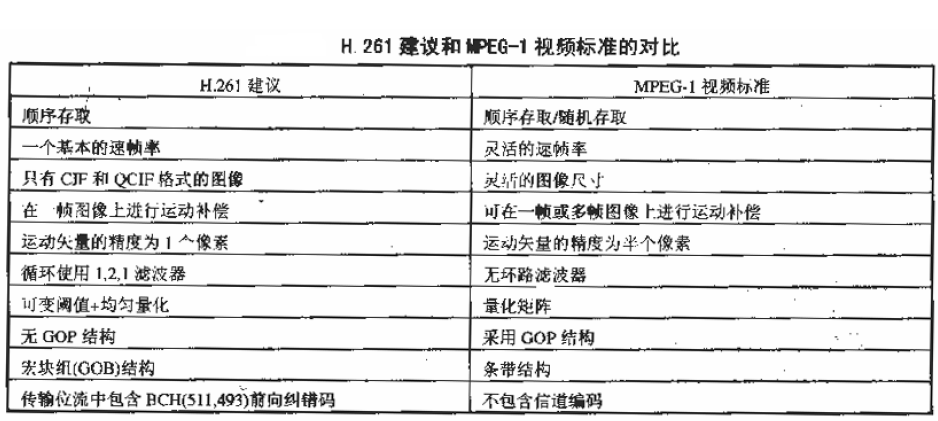 H.261 建议和 MPEG-1 视频标准的对比
H.261 建议 MPEG-1 视频标准
顺序存取 顺序存取/随机存取
一个基本的速帧率 灵活的速帧率
只有 CJF 和 QCIF 格式的图像 灵活的图像尺寸
在一帧图像上进行运动补偿 可在一帧或多帧图像上进行运动补偿
运动矢量的精度为 1 个像素 运动矢量的精度为半个像素
循环使用 1,2,1 滤波器 无环路滤波器
可变阈值+均匀量化 量化矩阵
无 GOP 结构 采用 GOP 结构
宏块组(GOB)结构 条带结构
传输位流中包含 BCH(511,493)前向纠错码 不包含信道编码